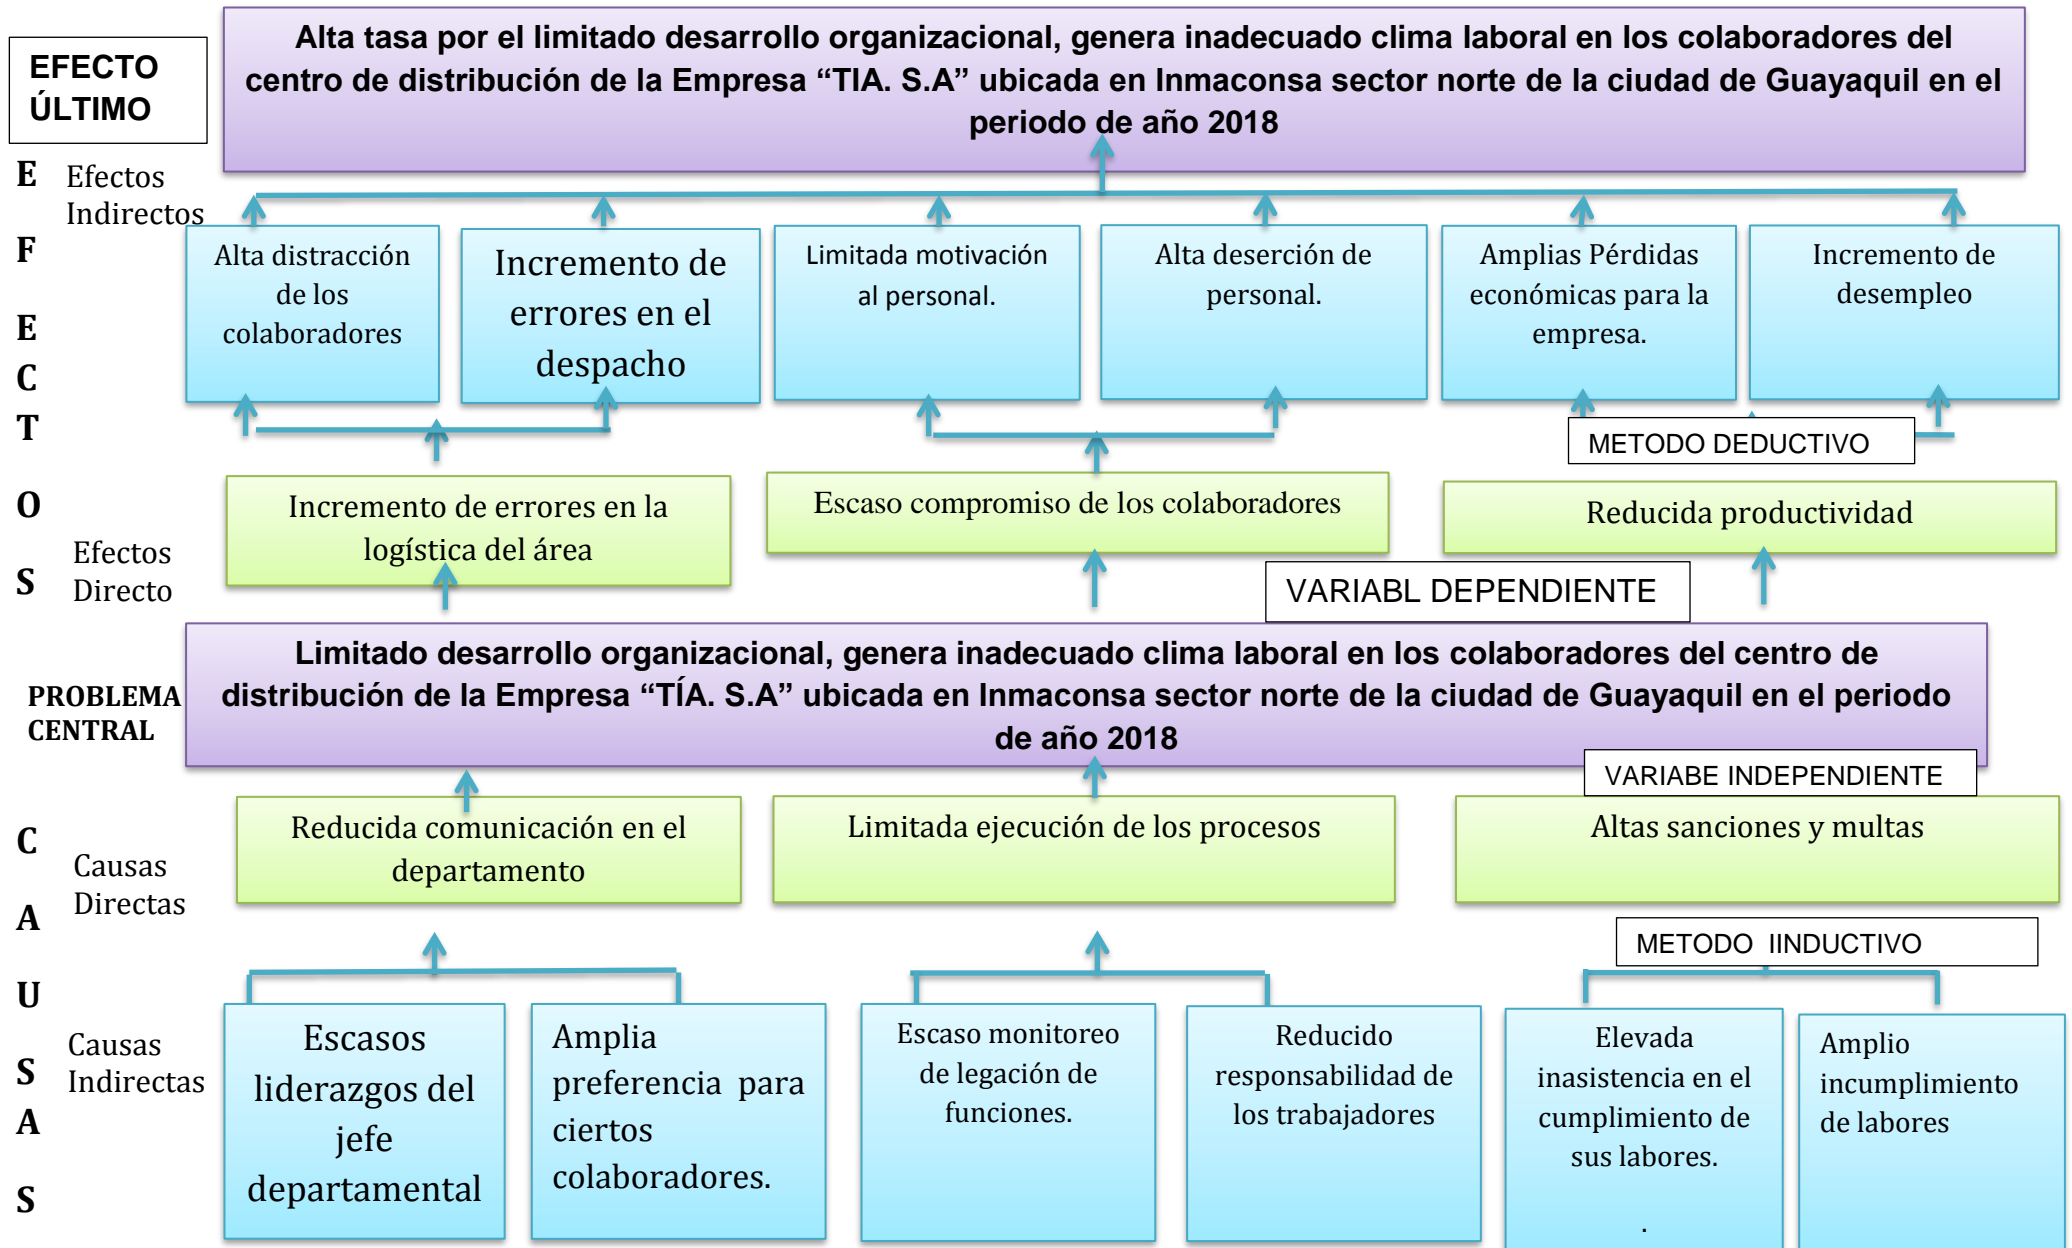 EFECTO
ÚLTIMO
Alta tasa por el limitado desarrollo organizacional, genera inadecuado clima laboral en los colaboradores del
centro de distribución de la Empresa “TIA. S.A” ubicada en Inmaconsa sector norte de la ciudad de Guayaquil en el
periodo de año 2018
E
F
E
C
T
O
S
Efectos
Indirectos
Alta distracción
de los
colaboradores
Incremento de
errores en el
despacho
Limitada motivación
al personal.
Alta deserción de
personal.
Amplias Pérdidas
económicas para la
empresa.
Incremento de
desempleo
METODO DEDUCTIVO
Efectos
Directo
Incremento de errores en la
logística del área
Escaso compromiso de los colaboradores
Reducida productividad
VARIABL DEPENDIENTE
PROBLEMA
CENTRAL
Limitado desarrollo organizacional, genera inadecuado clima laboral en los colaboradores del centro de
distribución de la Empresa “TÍA. S.A” ubicada en Inmaconsa sector norte de la ciudad de Guayaquil en el periodo
de año 2018
VARIABE INDEPENDIENTE
C
A
U
S
A
S
Causas
Directas
Reducida comunicación en el
departamento
Limitada ejecución de los procesos
Altas sanciones y multas
METODO  IINDUCTIVO
Causas
Indirectas
Escasos
liderazgos del
jefe
departamental
Amplia
preferencia  para
ciertos
colaboradores.
Escaso monitoreo
de legación de
funciones.
Reducido
responsabilidad de
los trabajadores
Elevada
inasistencia en el
cumplimiento de
sus labores.
.
Amplio
incumplimiento
de labores